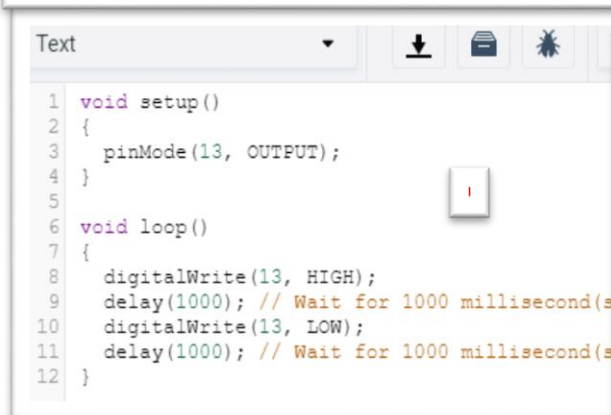 Text
1 void setup()
2 {
3   pinMode(13, OUTPUT);
4 }
5
6 void loop()
7 {
8   digitalWrite(13, HIGH);
9   delay(1000); // Wait for 1000 millisecond(s
10   digitalWrite(13, LOW);
11   delay(1000); // Wait for 1000 millisecond(s
12 }
I